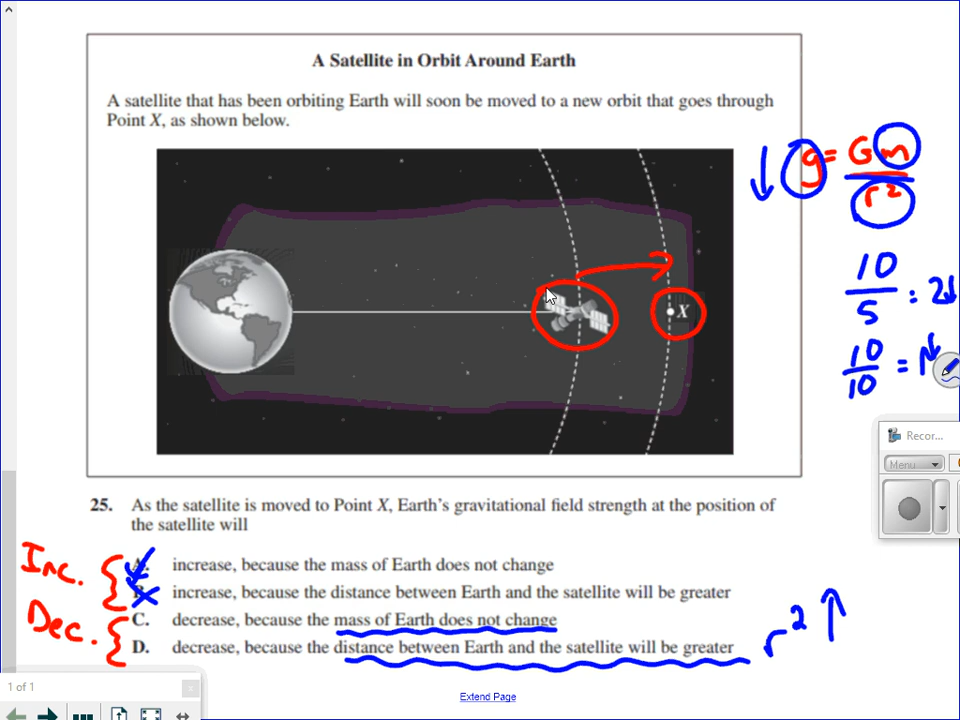 A Satellite in Orbit Around Earth
A satellite that has been orbiting Earth will soon be moved to a new orbit that goes through
Point X, as shown below.
X
g = Gm
r²
10
5 = 2↓
10
10 = 1↓
Recor...
Menu
25. As the satellite is moved to Point X, Earth's gravitational field strength at the position of
the satellite will
Inc.
A. increase, because the mass of Earth does not change
B. increase, because the distance between Earth and the satellite will be greater
Dec.
C. decrease, because the mass of Earth does not change
D. decrease, because the distance between Earth and the satellite will be greater
r² ↑
1 of 1
x
Extend Page